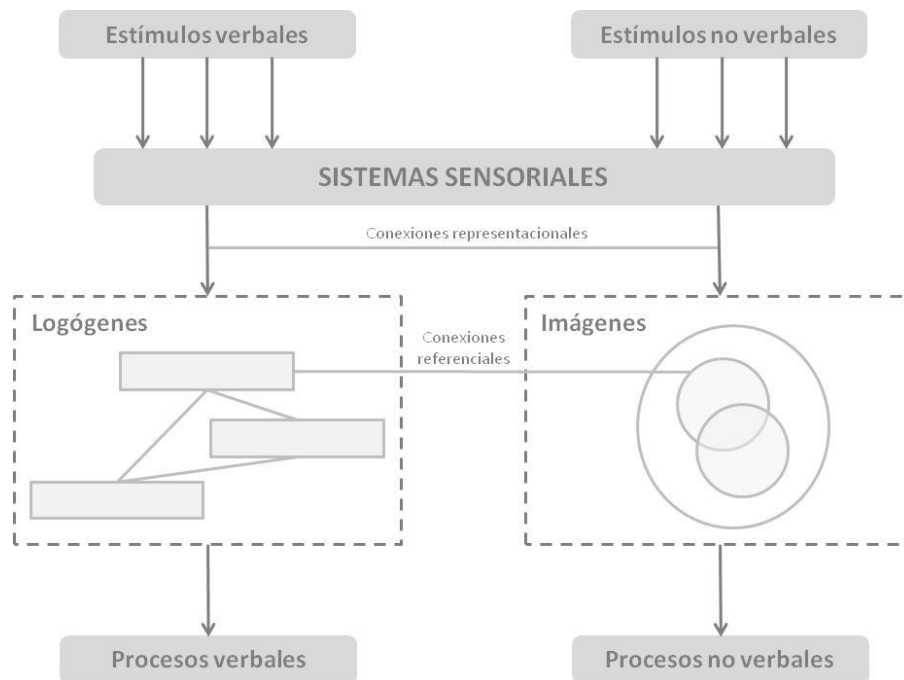 Estímulos verbales
Estímulos no verbales
SISTEMAS SENSORIALES
Conexiones representacionales
Logógenes
Conexiones
referenciales
Imágenes
Procesos verbales
Procesos no verbales